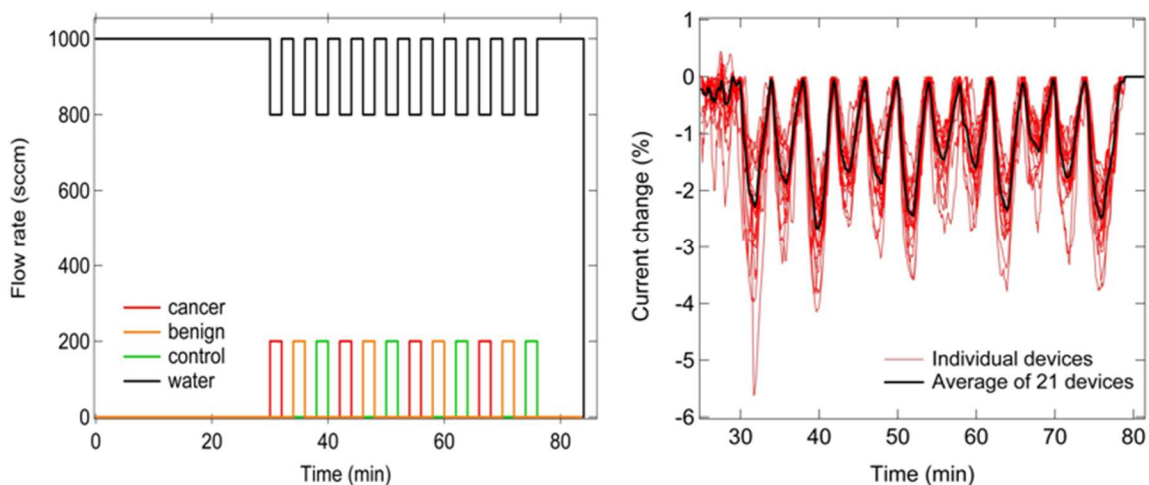 1000
800
600
400
200
0
0
20
40
60
80
Flow rate (sccm)
Time (min)
cancer
benign
control
water
1
0
-1
-2
-3
-4
-5
-6
30
40
50
60
70
80
Current change (%)
Time (min)
Individual devices
Average of 21 devices